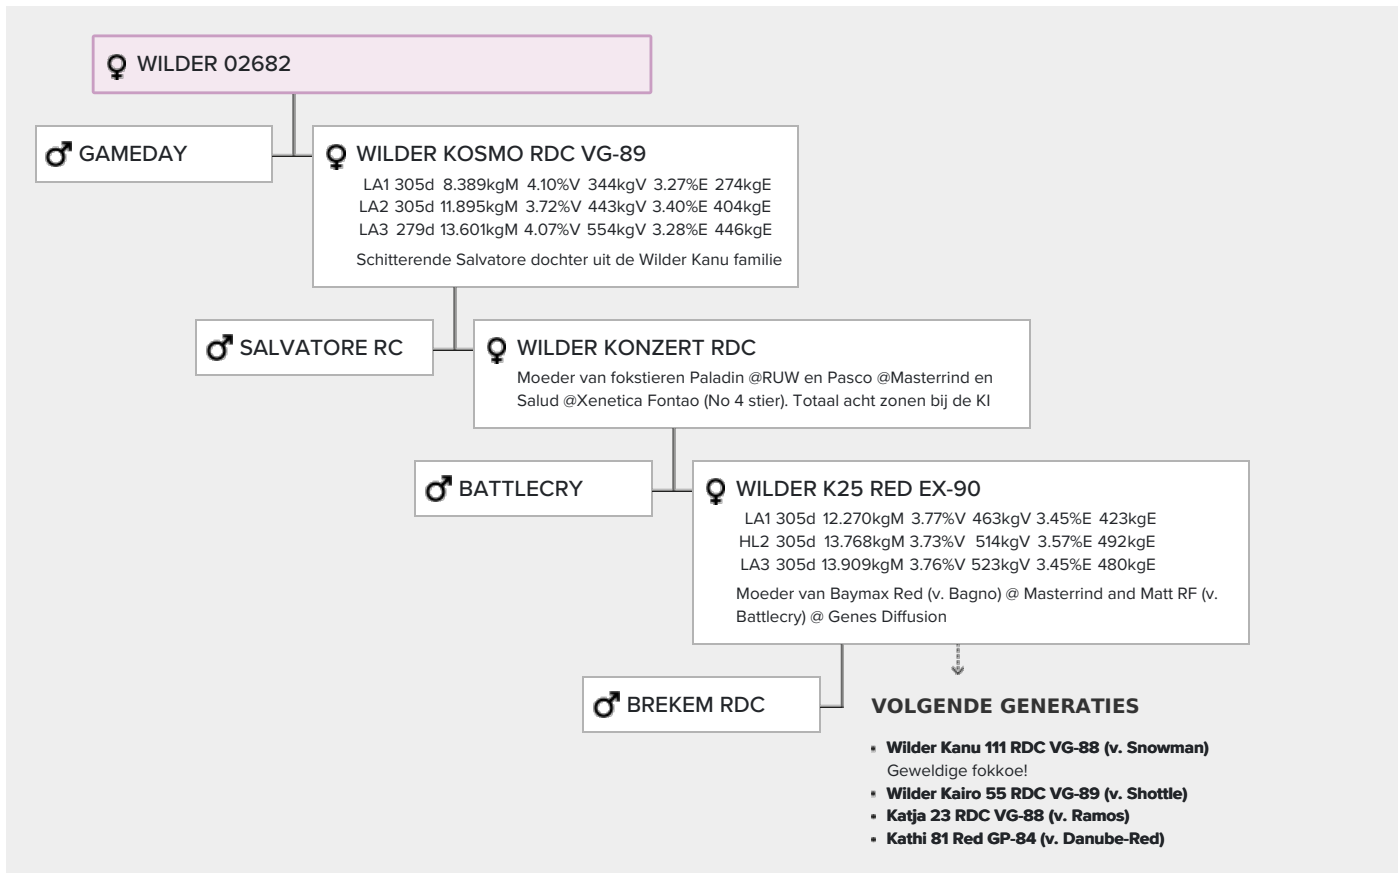 WILDER 02682
GAMEDAY
WILDER KOSMO RDC VG-89
LA1 305d 8.389kgM 4.10%V 344kgV 3.27%E 274kgE
LA2 305d 11.895kgM 3.72%V 443kgV 3.40%E 404kgE
LA3 279d 13.601kgM 4.07%V 554kgV 3.28%E 446kgE
Schitterende Salvatore dochter uit de Wilder Kanu familie
SALVATORE RC
WILDER KONZERT RDC
Moeder van fokstieren Paladin @RUW en Pasco @Masterrind en
Salud @Xenetica Fontao (No 4 stier). Totaal acht zonen bij de KI
BATTLECRY
WILDER K25 RED EX-90
LA1 305d 12.270kgM 3.77%V 463kgV 3.45%E 423kgE
HL2 305d 13.768kgM 3.73%V 514kgV 3.57%E 492kgE
LA3 305d 13.909kgM 3.76%V 523kgV 3.45%E 480kgE
Moeder van Baymax Red (v. Bagno) @ Masterrind and Matt RF (v.
Battlecry) @ Genes Diffusion
BREKEM RDC
VOLGENDE GENERATIES
▪ Wilder Kanu 111 RDC VG-88 (v. Snowman)
Geweldige fokkoe!
▪ Wilder Kairo 55 RDC VG-89 (v. Shottle)
▪ Katja 23 RDC VG-88 (v. Ramos)
▪ Kathi 81 Red GP-84 (v. Danube-Red)